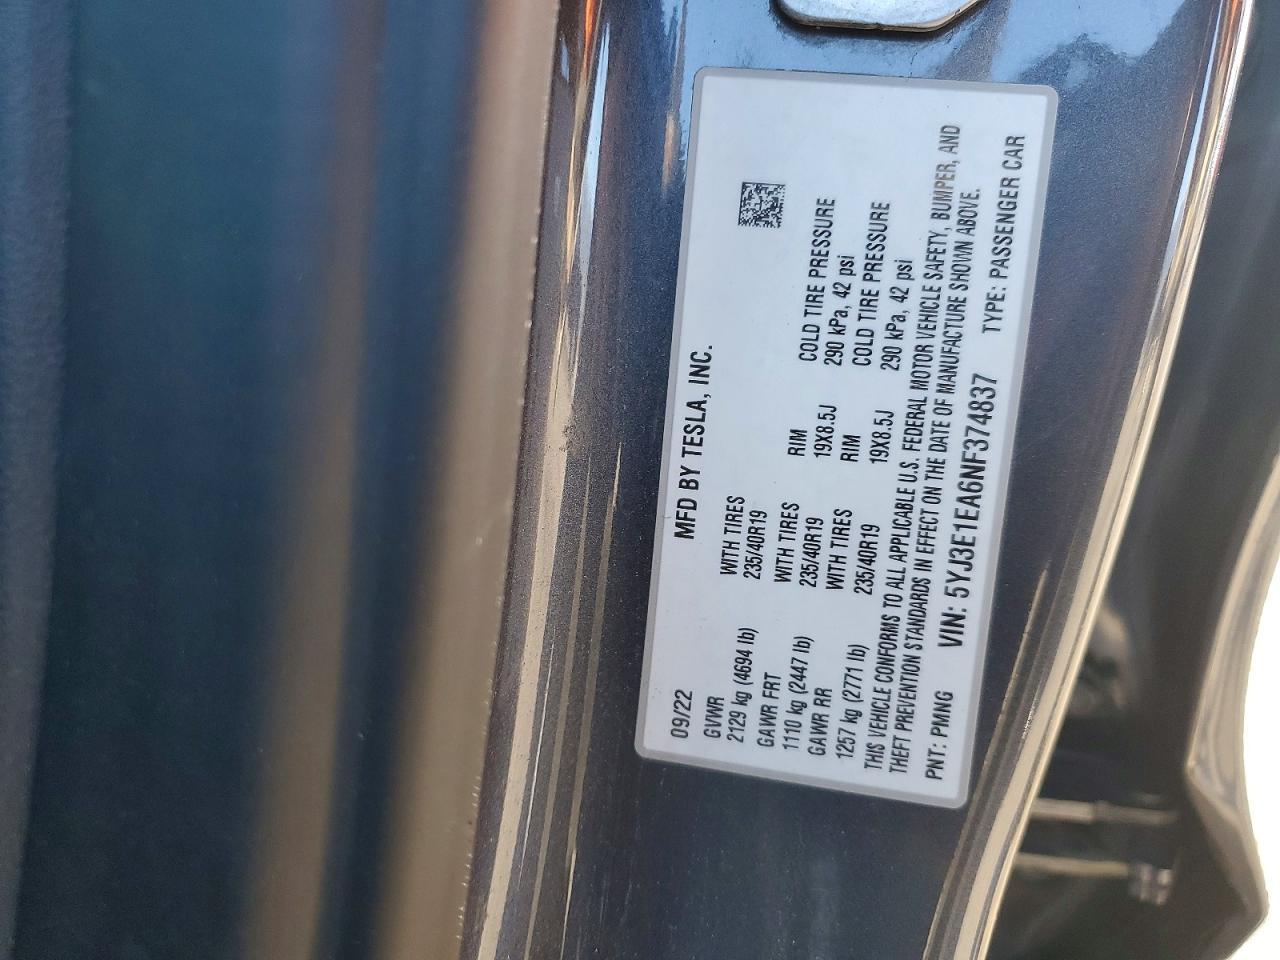 MFD BY TESLA, INC.
09/22
GVWR
2129 kg (4694 lb)
WITH TIRES
235/40R19
GAWR FRT
1110 kg (2447 lb)
WITH TIRES
235/40R19
RIM
19X8.5J
COLD TIRE PRESSURE
290 kPa, 42 psi
GAWR RR
1257 kg (2771 lb)
WITH TIRES
235/40R19
RIM
19X8.5J
COLD TIRE PRESSURE
290 kPa, 42 psi
THIS VEHICLE CONFORMS TO ALL APPLICABLE U.S. FEDERAL MOTOR VEHICLE SAFETY, BUMPER, AND
THEFT PREVENTION STANDARDS IN EFFECT ON THE DATE OF MANUFACTURE SHOWN ABOVE.
PNT: PMNG VIN: 5YJ3E1EA6NF374837 TYPE: PASSENGER CAR